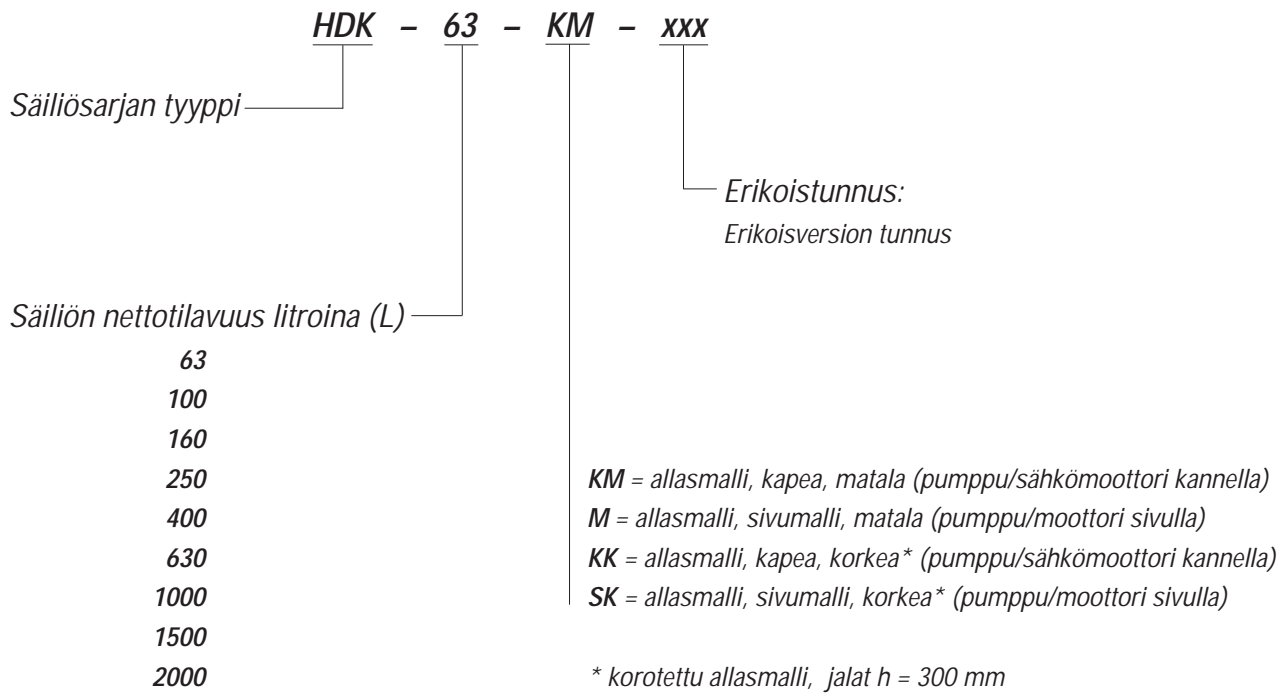 HDK – 63 – KM – xxx
Säiliösarjan tyyppi
Erikoistunnus:
Erikoisversion tunnus
Säiliön nettotilavuus litroina (L)
63
100
160
250
400
630
1000
1500
2000
KM = allasmalli, kapea, matala (pumppu/sähkömoottori kannella)
M = allasmalli, sivumalli, matala (pumppu/moottori sivulla)
KK = allasmalli, kapea, korkea* (pumppu/sähkömoottori kannella)
SK = allasmalli, sivumalli, korkea* (pumppu/moottori sivulla)
* korotettu allasmalli, jalat h = 300 mm